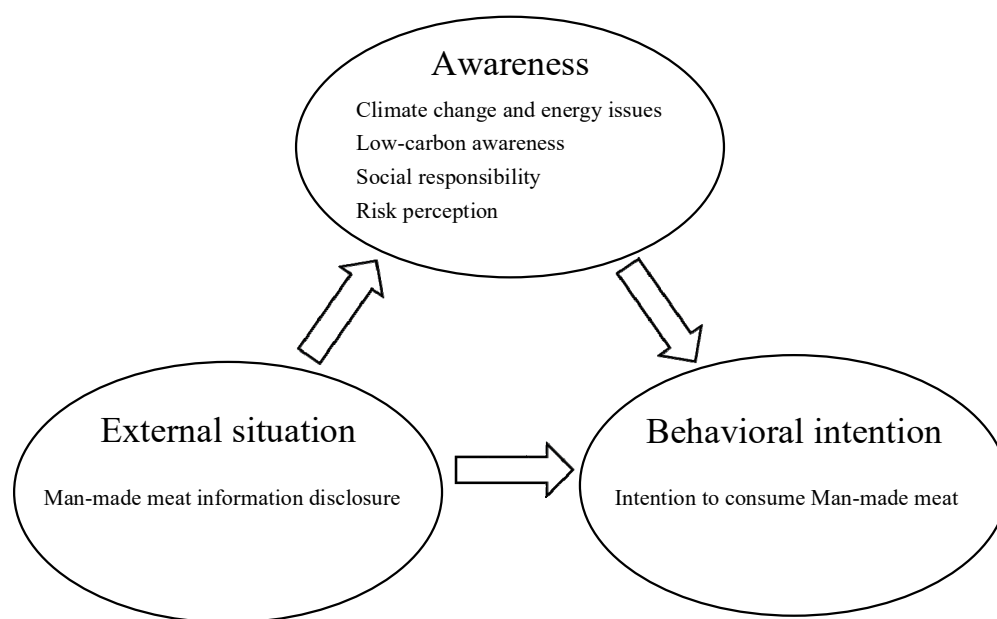 Awareness
Climate change and energy issues
Low-carbon awareness
Social responsibility
Risk perception
External situation
Man-made meat information disclosure
Behavioral intention
Intention to consume Man-made meat